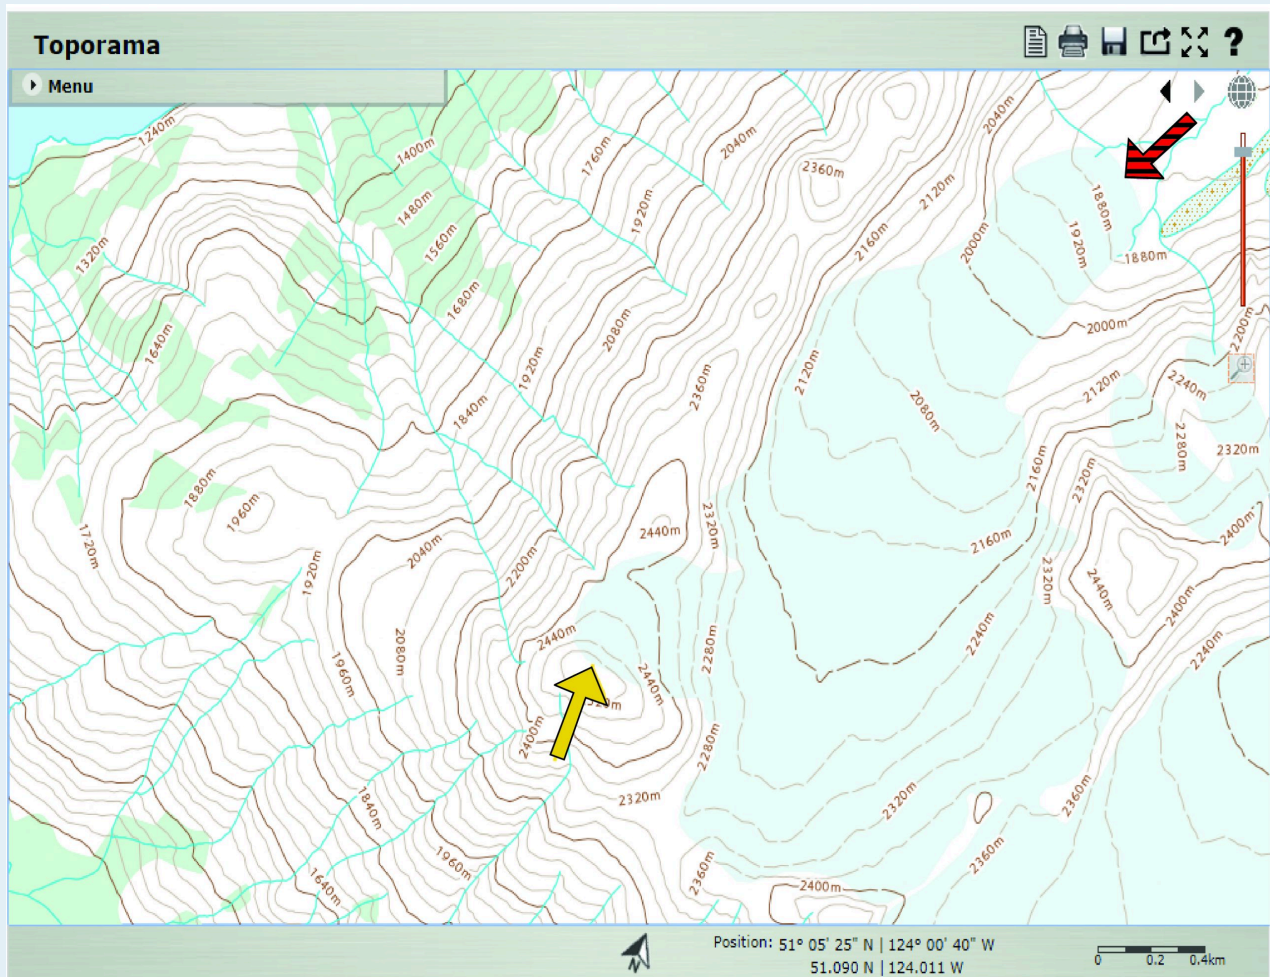 Toporama
?
Menu
1240m
1400m
1760m
2040m
2040m
2360m
2120m
1880m
1480m
1920m
1560m
2160m
2000m
1920m
1880m
1320m
1680m
2080m
1640m
2000m
2200m
1920m
2360m
2120m
2120m
2240m
1840m
2080m
2280m
2320m
1880m
2160m
2320m
1960m
2320m
2440m
2400m
1720m
2040m
2160m
2200m
1920m
2320m
2440m
2400m
2080m
2440m
2280m
2240m
2240m
1960m
2440m
2400m
2280m
2320m
2320m
2360m
1840m
1960m
2360m
2360m
1640m
2400m
N
Position: 51° 05' 25" N | 124° 00' 40" W
51.090 N | 124.011 W
0 0.2 0.4km